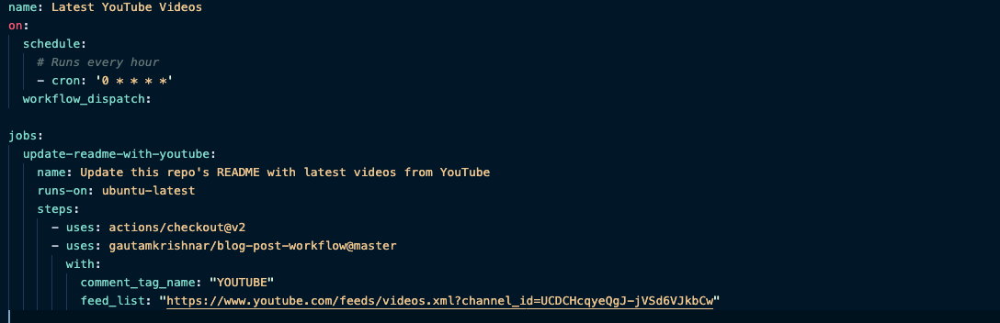 name: Latest YouTube Videos
on:
  schedule:
    # Runs every hour
    - cron: '0 * * * *'
  workflow_dispatch:

jobs:
  update-readme-with-youtube:
    name: Update this repo's README with latest videos from YouTube
    runs-on: ubuntu-latest
    steps:
      - uses: actions/checkout@v2
      - uses: gautamkrishnar/blog-post-workflow@master
        with:
          comment_tag_name: "YOUTUBE"
          feed_list: "https://www.youtube.com/feeds/videos.xml?channel_id=UCDCHcqyeQgJ-jVSd6VJkbCw"